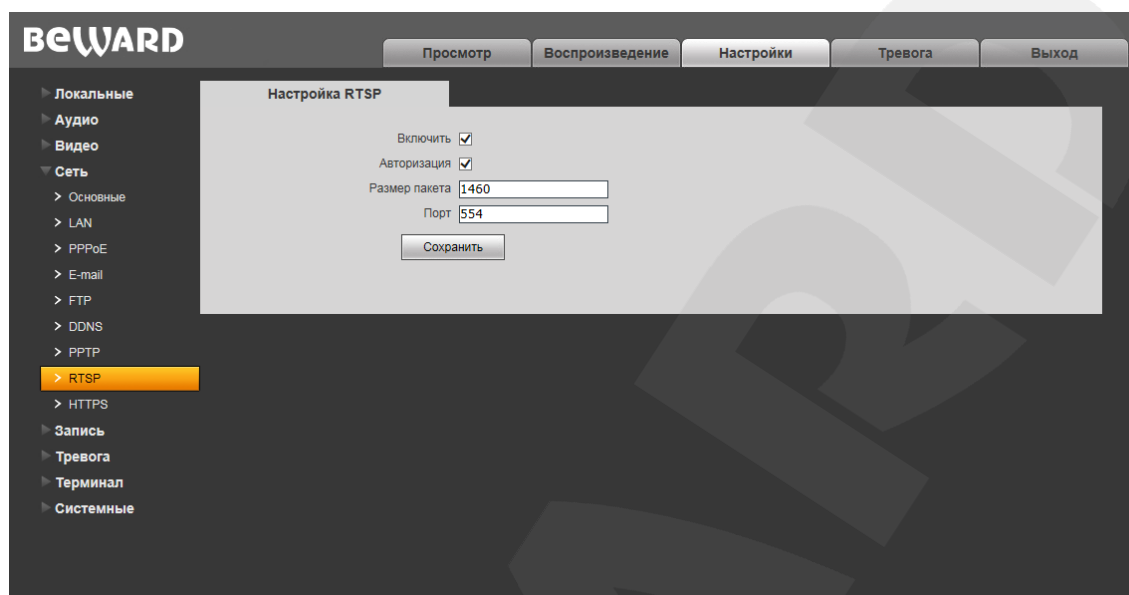 BEWARD
Просмотр Воспроизведение Настройки Тревога Выход
Локальные
Аудио
Видео
Сеть
Основные
LAN
PPPoE
E-mail
FTP
DDNS
PPTP
RTSP
HTTPS
Запись
Тревога
Терминал
Системные
Настройка RTSP
Включить
Авторизация
Размер пакета 1460
Порт 554
Сохранить